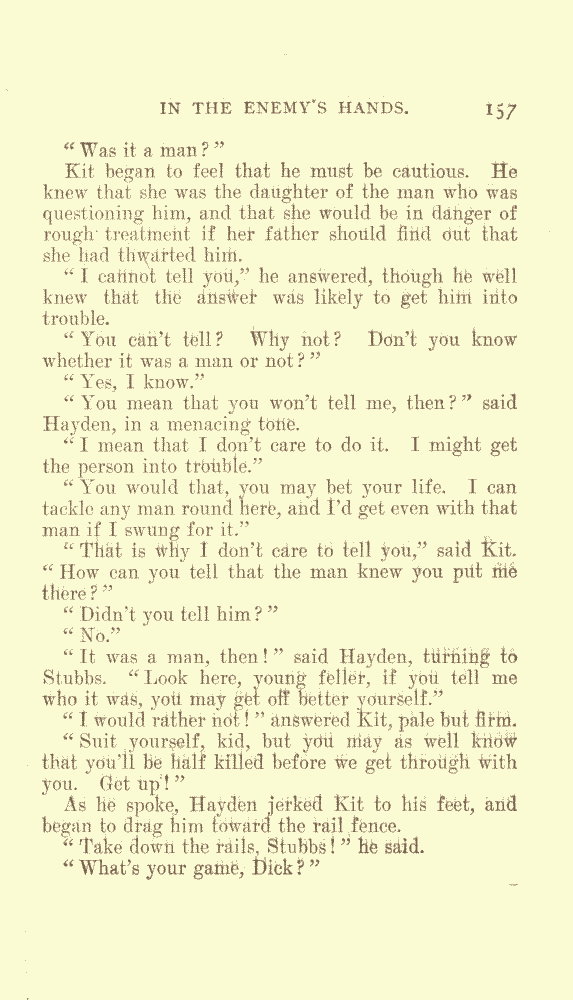 IN THE ENEMY'S HANDS. 157
“Was it a man?”
Kit began to feel that he must be cautious. He
knew that she was the daughter of the man who was
questioning him, and that she would be in danger of
rough treatment if her father should find out that
she had thwarted him.
“I cannot tell you,” he answered, though he well
knew that the answer was likely to get him into
trouble.
“You can't tell? Why not? Don't you know
whether it was a man or not?”
“Yes, I know.”
“You mean that you won't tell me, then?” said
Hayden, in a menacing tone.
“I mean that I don't care to do it. I might get
the person into trouble.”
“You would that, you may bet your life. I can
tackle any man round here, and I'd get even with that
man if I swung for it.”
“That is why I don't care to tell you,” said Kit.
“How can you tell that the man knew you put me
there?”
“Didn't you tell him?”
“No.”
“It was a man, then!” said Hayden, turning to
Stubbs. “Look here, young feller, if you tell me
who it was, you may get off better yourself.”
“I would rather not!” answered Kit, pale but firm.
“Suit yourself, kid, but you may as well know
that you'll be half killed before we get through with
you. Get up!”
As he spoke, Hayden jerked Kit to his feet, and
began to drag him toward the rail fence.
“Take down the rails, Stubbs!” he said.
“What's your game, Dick?”